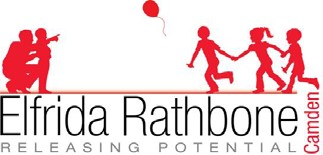 Elfrida Rathbone
Camden
RELEASING POTENTIAL